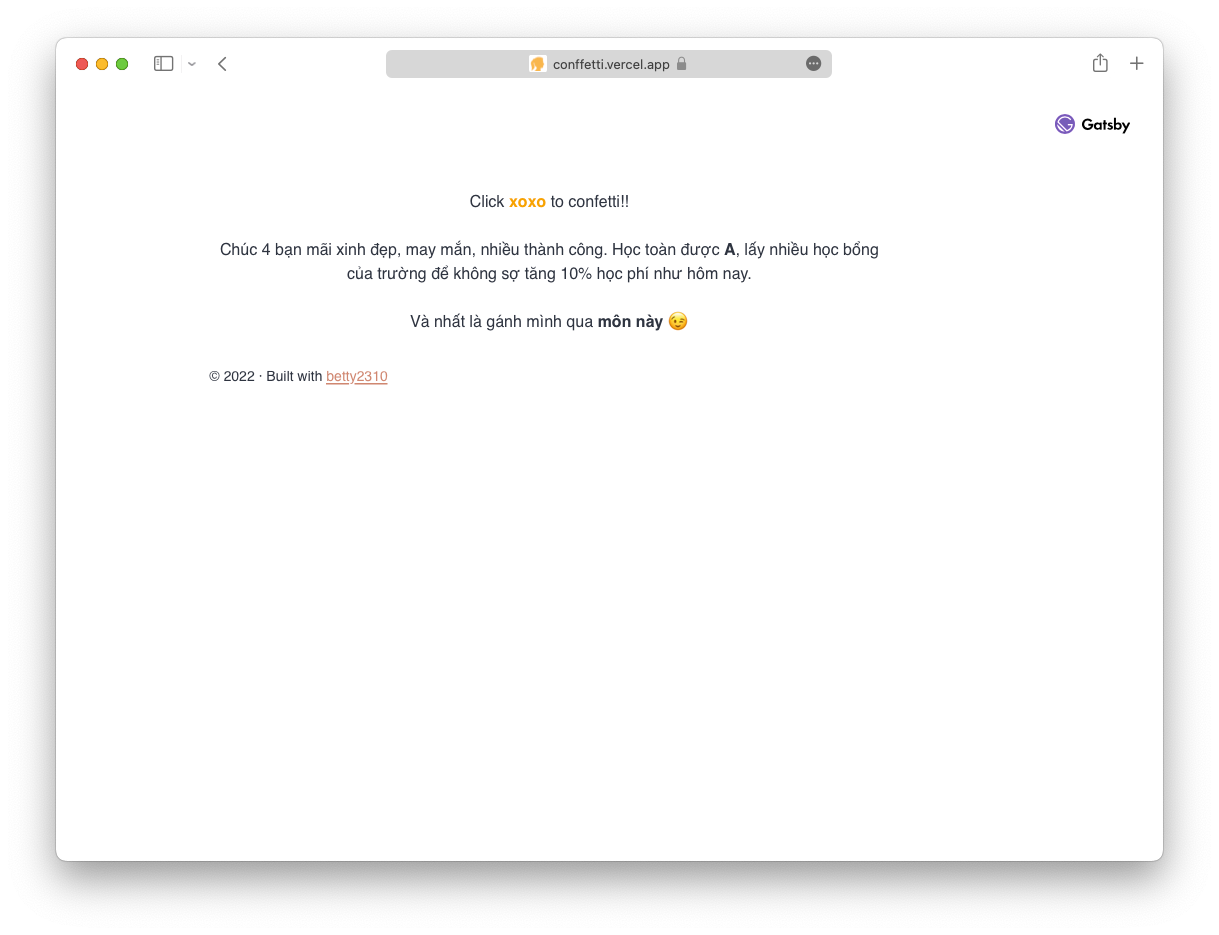 conffetti.vercel.app
Gatsby
Click xoxo to confetti!!
Chúc 4 bạn mãi xinh đẹp, may mắn, nhiều thành công. Học toàn được A, lấy nhiều học bổng
của trường để không sợ tăng 10% học phí như hôm nay.
Và nhất là gánh mình qua môn này 😉
© 2022 · Built with betty2310